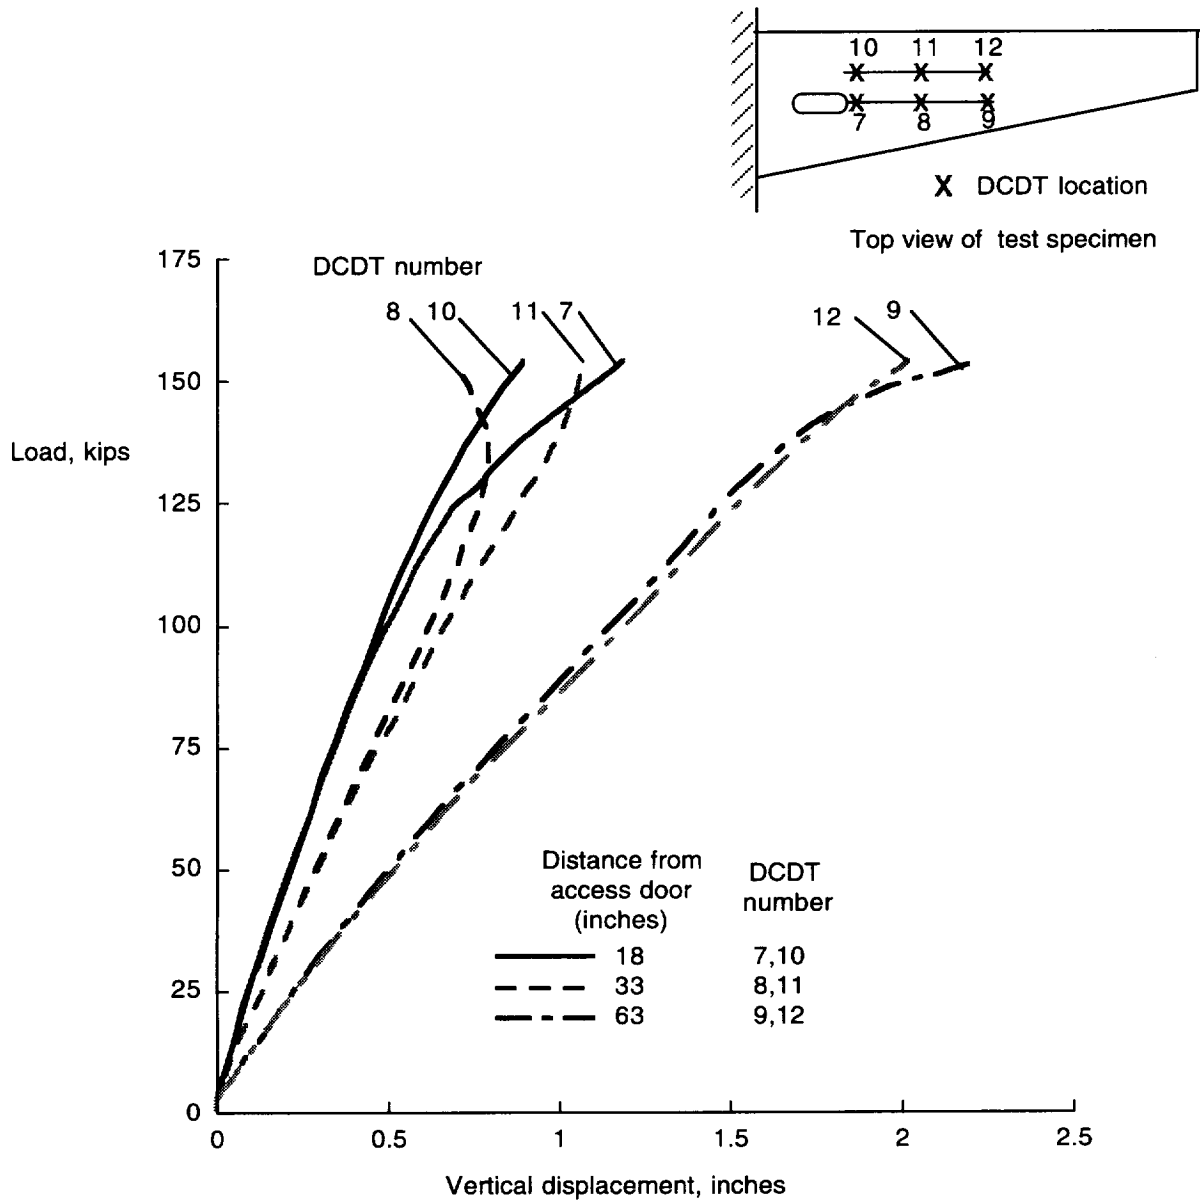 10 11 12
7 8 9
X DCDT location
Top view of test specimen
DCDT number
8 10 11 7 12 9
175
150
Load, kips
125
100
75
50
25
0
Distance from
access door
(inches)
DCDT
number
18 7,10
33 8,11
63 9,12
0 0.5 1 1.5 2 2.5
Vertical displacement, inches